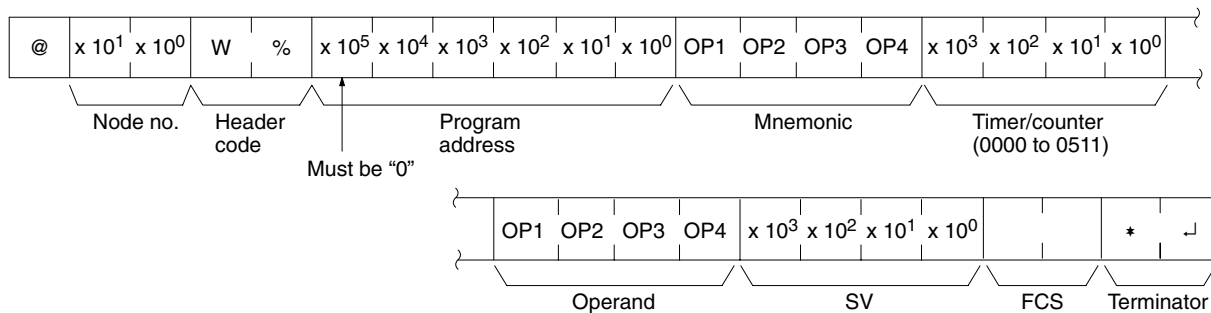 @ x 10¹ x 10⁰ W % x 10⁵ x 10⁴ x 10³ x 10² x 10¹ x 10⁰ OP1 OP2 OP3 OP4 x 10³ x 10² x 10¹ x 10⁰
Node no. Header code Program address Mnemonic Timer/counter (0000 to 0511)
Must be “0”
OP1 OP2 OP3 OP4 x 10³ x 10² x 10¹ x 10⁰ * ↵
Operand SV FCS Terminator